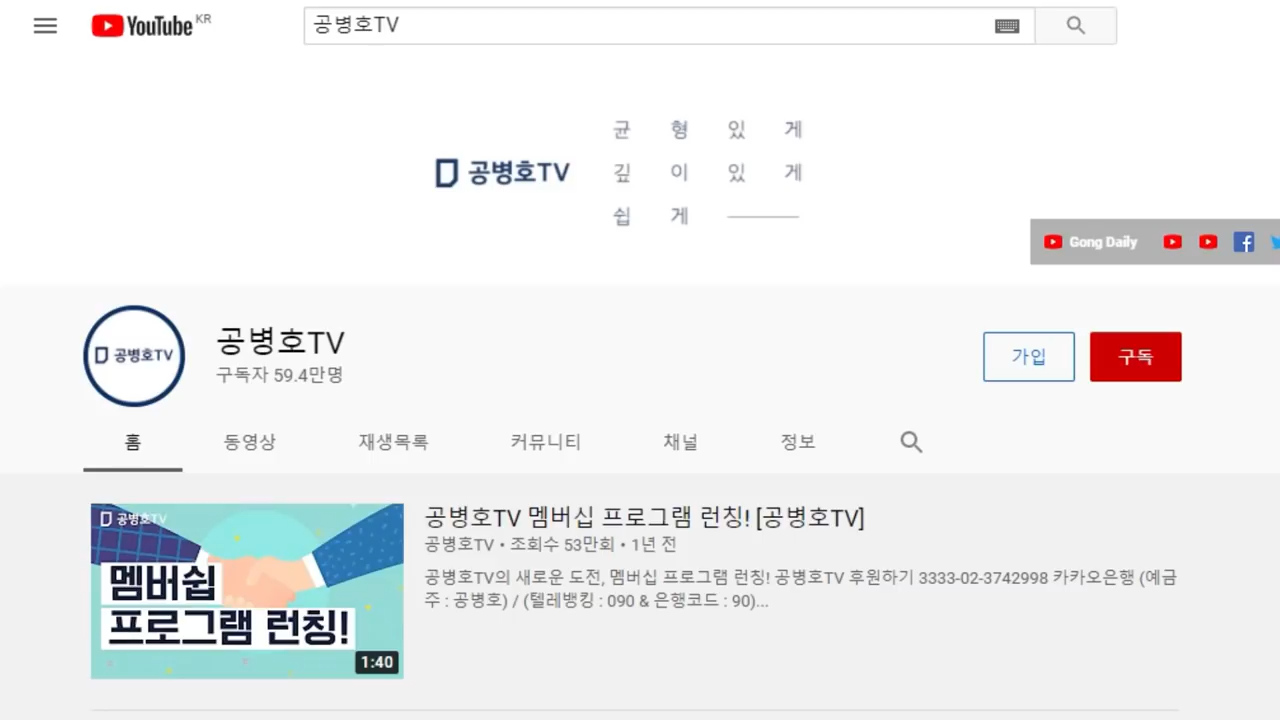 YouTube KR
공병호TV
균형있게
공병호TV
깊이있게
쉽게
Gong Daily
공병호TV
공병호TV
구독자 59.4만명
가입
구독
홈
동영상
재생목록
커뮤니티
채널
정보
공병호TV
멤버쉽
프로그램 런칭!
1:40
공병호TV 멤버십 프로그램 런칭! [공병호TV]
공병호TV • 조회수 53만회 • 1년 전
공병호TV의 새로운 도전, 멤버십 프로그램 런칭! 공병호TV 후원하기 3333-02-3742998 카카오은행 (예금
주 : 공병호) / (텔레뱅킹 : 090 & 은행코드 : 90)...